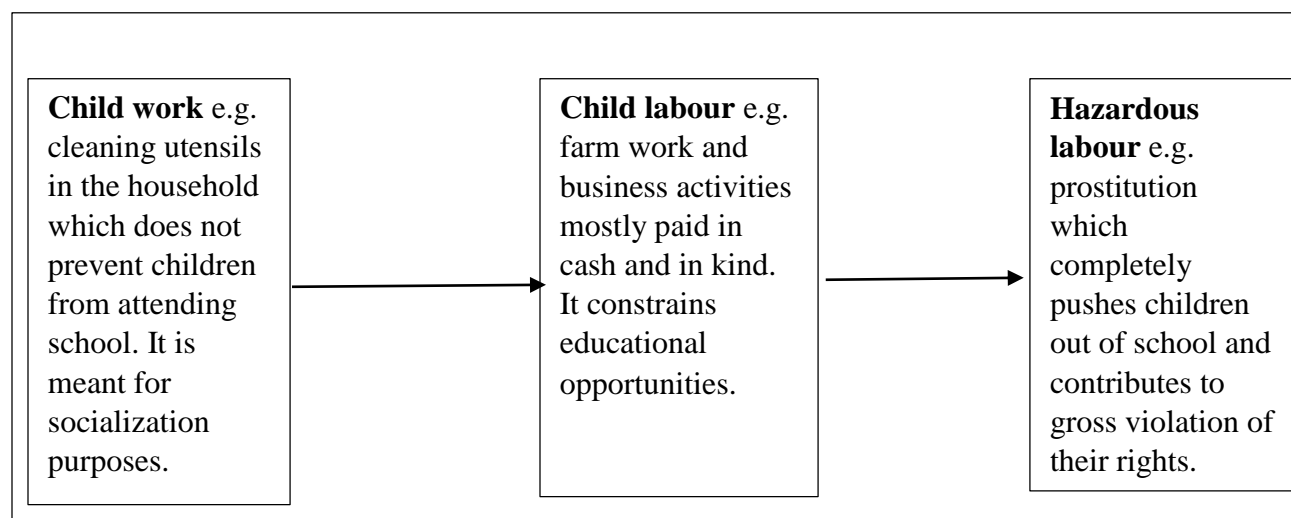 Child work e.g.
cleaning utensils
in the household
which does not
prevent children
from attending
school. It is
meant for
socialization
purposes.
Child labour e.g.
farm work and
business activities
mostly paid in
cash and in kind.
It constrains
educational
opportunities.
Hazardous
labour e.g.
prostitution
which
completely
pushes children
out of school and
contributes to
gross violation of
their rights.